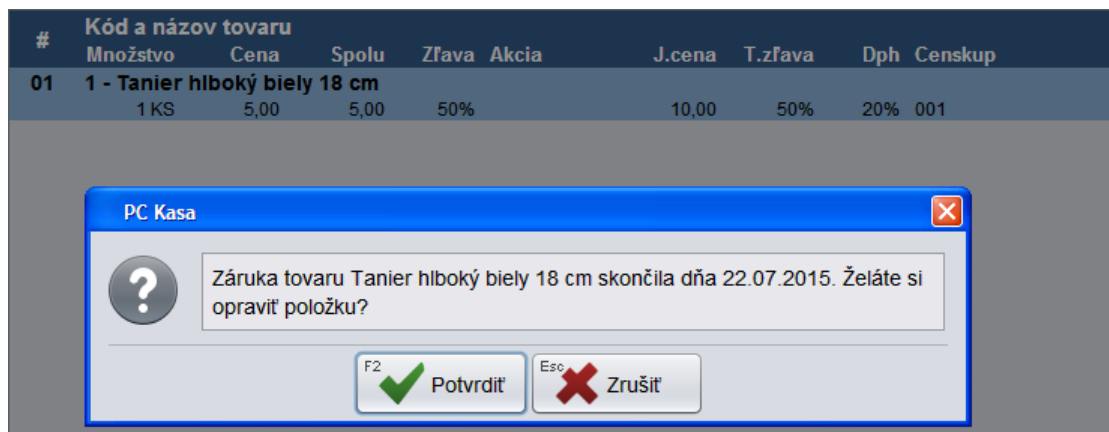 # Kód a názov tovaru
Množstvo Cena Spolu Zľava Akcia J.cena T.zľava Dph Censkup
01 1 - Tanier hlboký biely 18 cm
1 KS 5,00 5,00 50% 10,00 50% 20% 001
PC Kasa
Záruka tovaru Tanier hlboký biely 18 cm skončila dňa 22.07.2015. Želáte si
opraviť položku?
F2 Potvrdiť Esc Zrušiť